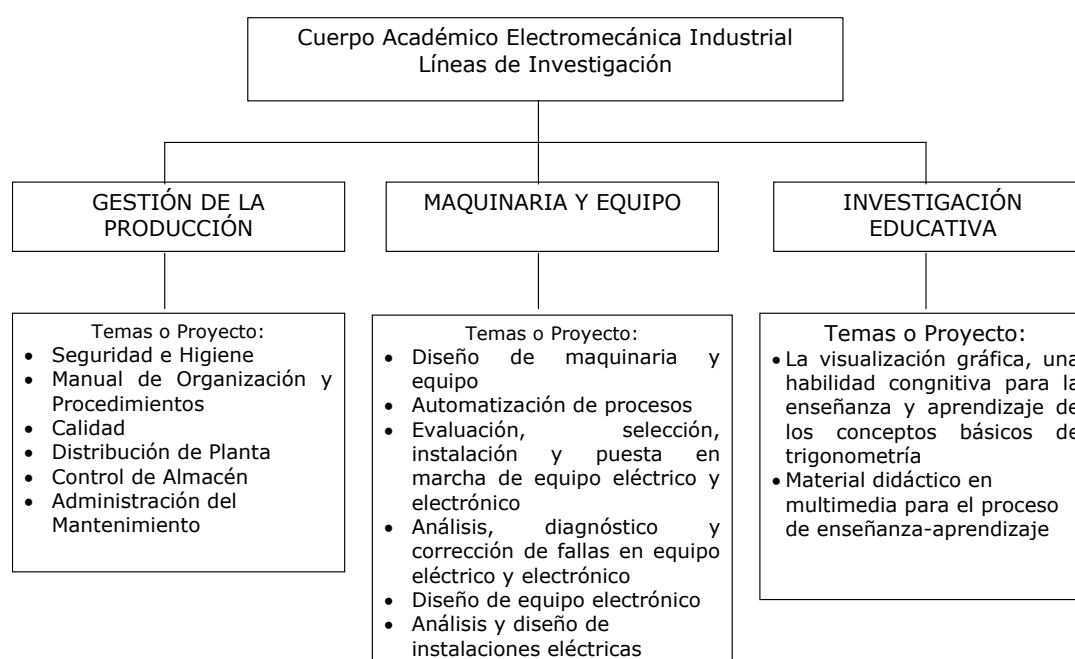 Cuerpo Académico Electromecánica Industrial
Líneas de Investigación
GESTIÓN DE LA
PRODUCCIÓN
MAQUINARIA Y EQUIPO
INVESTIGACIÓN
EDUCATIVA
Temas o Proyecto:
• Seguridad e Higiene
• Manual de Organización y
Procedimientos
• Calidad
• Distribución de Planta
• Control de Almacén
• Administración del
Mantenimiento
Temas o Proyecto:
• Diseño de maquinaria y
equipo
• Automatización de procesos
• Evaluación, selección,
instalación y puesta en
marcha de equipo eléctrico y
electrónico
• Análisis, diagnóstico y
corrección de fallas en equipo
eléctrico y electrónico
• Diseño de equipo electrónico
• Análisis y diseño de
instalaciones eléctricas
Temas o Proyecto:
• La visualización gráfica, una
habilidad congnitiva para la
enseñanza y aprendizaje de
los conceptos básicos de
trigonometría
• Material didáctico en
multimedia para el proceso
de enseñanza-aprendizaje